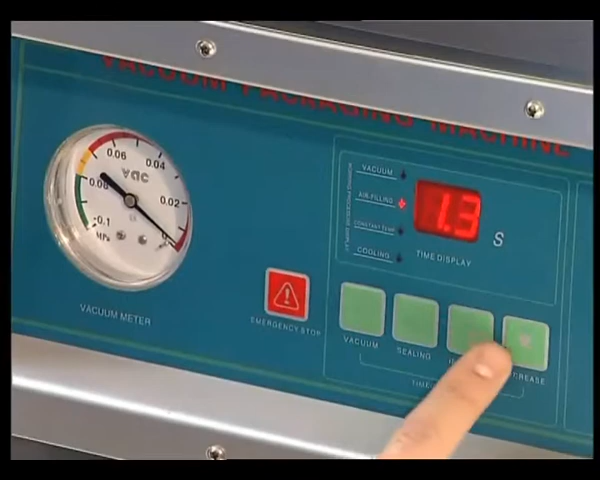 VACUUM PACKAGING MACHINE
0.06
0.04
vac
0.02
0.08
-0.1
MPa
0
VACUUM METER
EMERGENCY STOP
VACUUM
AIR FILLING
CONSTANT TEMP
COOLING
1.3 S
TIME DISPLAY
VACUUM
SEALING